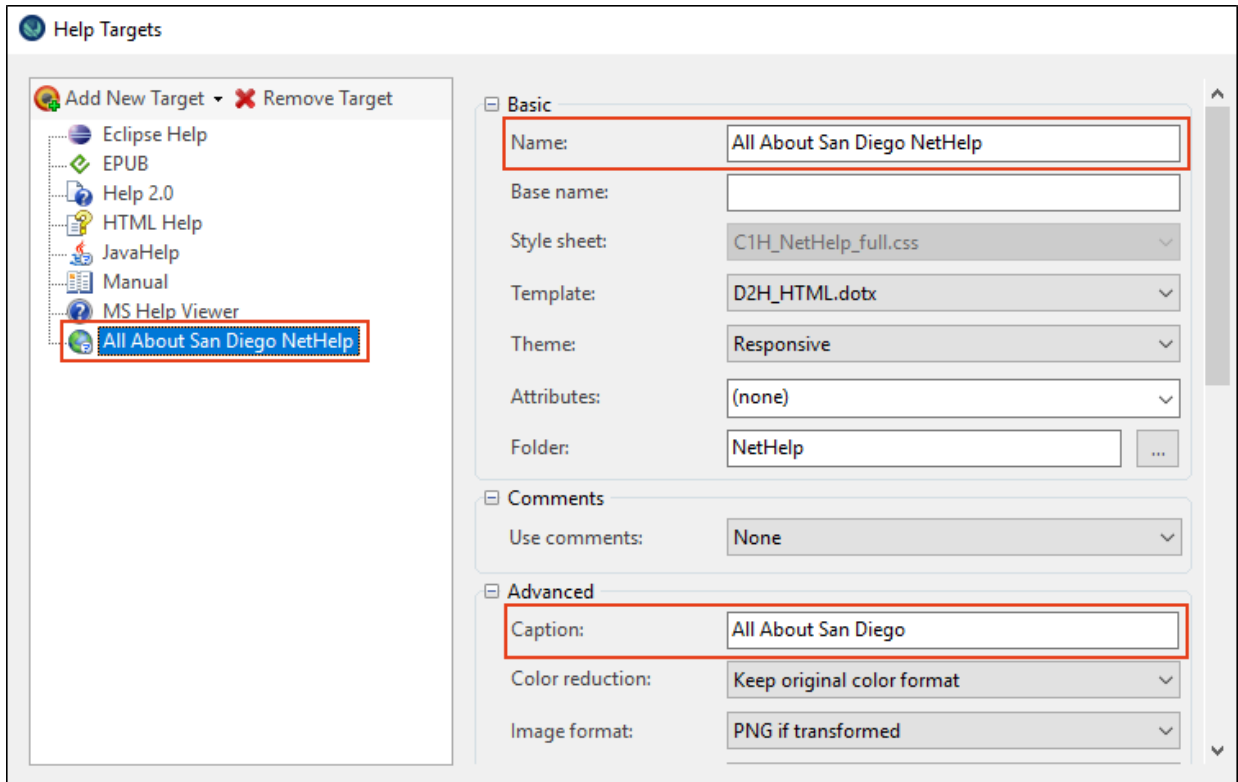 Help Targets
Add New Target Remove Target
Eclipse Help
EPUB
Help 2.0
HTML Help
JavaHelp
Manual
MS Help Viewer
All About San Diego NetHelp
Basic
Name: All About San Diego NetHelp
Base name:
Style sheet: C1H_NetHelp_full.css
Template: D2H_HTML.dotx
Theme: Responsive
Attributes: (none)
Folder: NetHelp ...
Comments
Use comments: None
Advanced
Caption: All About San Diego
Color reduction: Keep original color format
Image format: PNG if transformed